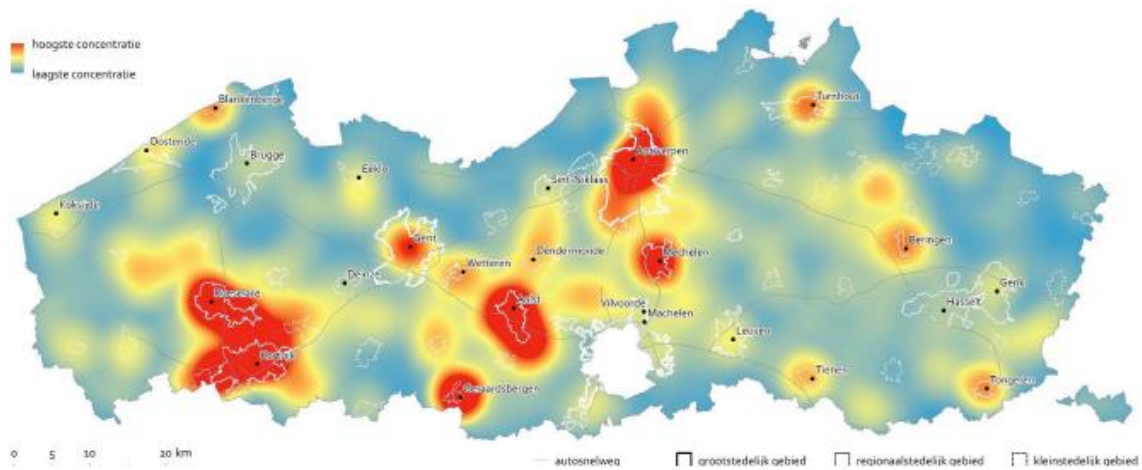 hoogste concentratie
laagste concentratie
Blankenberge
Turnhout
Oostende
Brugge
Antwerpen
Eeklo
Sint-Niklaas
Koksijde
Gent
Beringen
Dendermonde
Mechelen
Wetteren
Deinze
Genk
Roeselare
Aalst
Vilvoorde
Hasselt
Machelen
Leuven
Kortrijk
Tienen
Tongeren
Geraardsbergen
0 5 10 20 km
autosnelweg grootstedelijk gebied regionaalstedelijk gebied kleinstedelijk gebied